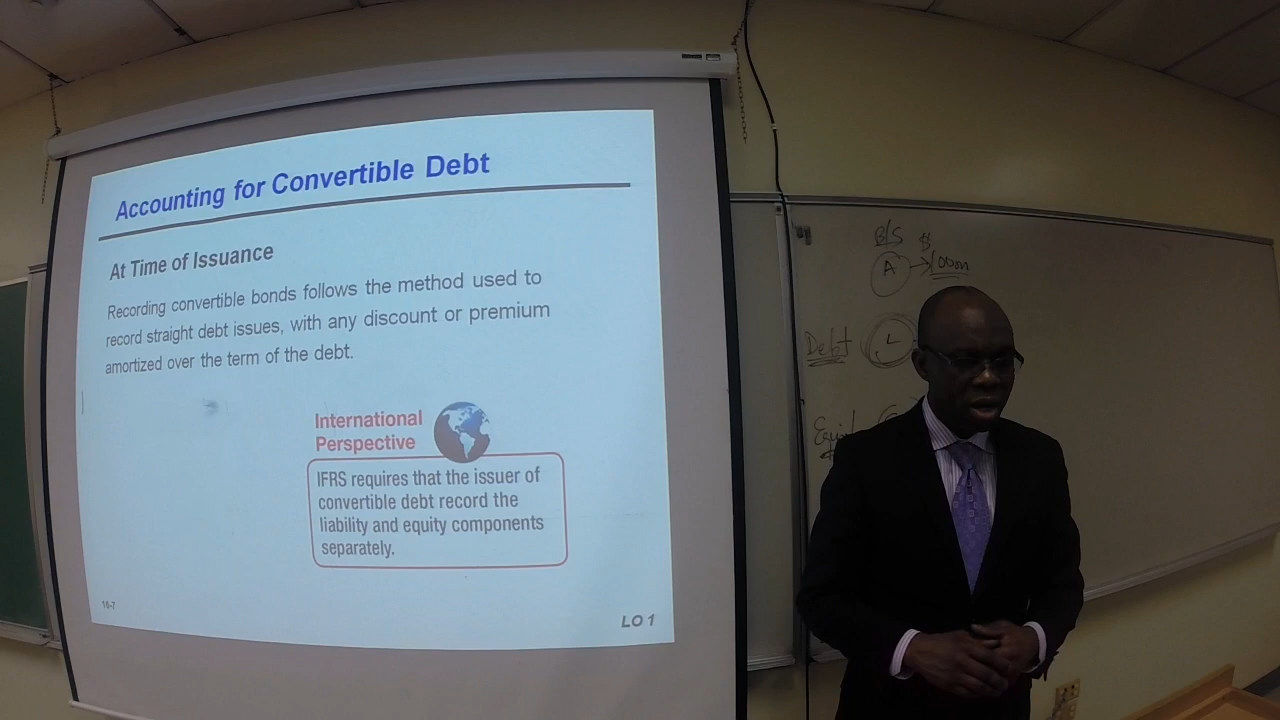 Accounting for Convertible Debt
At Time of Issuance
Recording convertible bonds follows the method used to
record straight debt issues, with any discount or premium
amortized over the term of the debt.
International
Perspective
IFRS requires that the issuer of
convertible debt record the
liability and equity components
separately.
16-7
LO 1
B/S $
A → 100m
Debt L